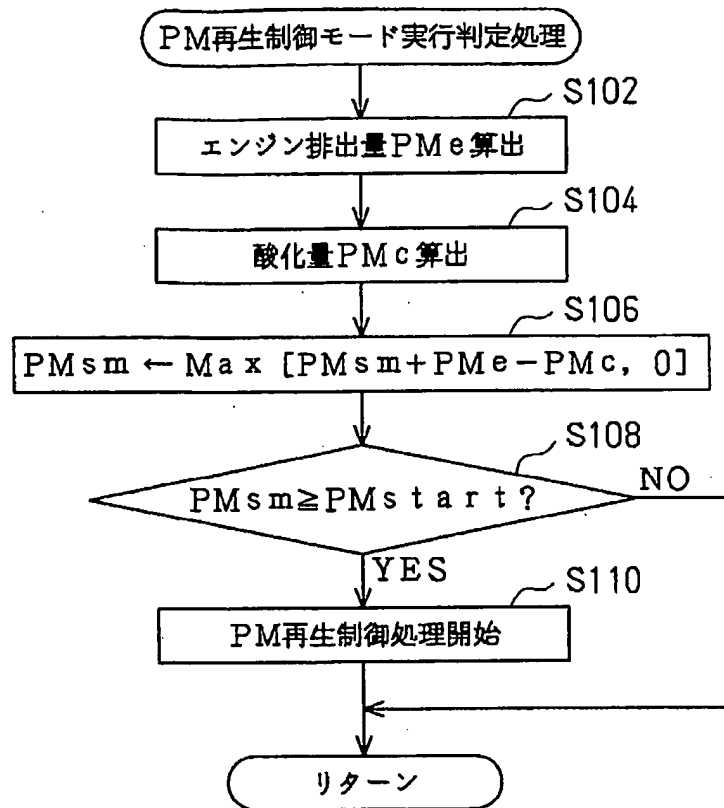 PM再生制御モード実行判定処理
S102
エンジン排出量PMe算出
S104
酸化量PMc算出
S106
PMsm←Max [PMsm+PMe−PMc, 0]
S108
PMsm≧PMstart?
NO
YES
S110
PM再生制御処理開始
リターン